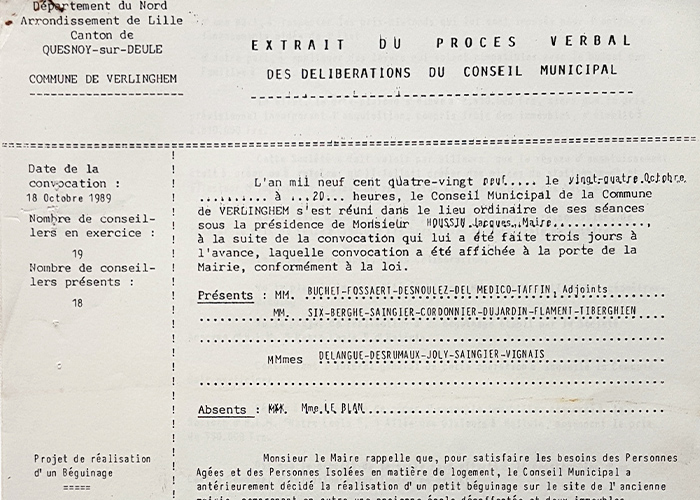 Département du Nord
Arrondissement de Lille
Canton de
QUESNOY-sur-DEULE
COMMUNE DE VERLINGHEM
EXTRAIT DU PROCES VERBAL
DES DELIBERATIONS DU CONSEIL MUNICIPAL
Date de la
convocation :
18 Octobre 1989
Nombre de conseil-
lers en exercice :
19
Nombre de conseil-
lers présents :
18
Projet de réalisation
d'un Béguinage
=====
L'an mil neuf cent quatre-vingt neuf..... le vingt-quatre Octobre
.......... à ...20... heures, le Conseil Municipal de la Commune
de VERLINGHEM s'est réuni dans le lieu ordinaire de ses séances
sous la présidence de Monsieur HOUSSIN Jacques, Maire..............,
à la suite de la convocation qui lui a été faite trois jours à
l'avance, laquelle convocation a été affichée à la porte de la
Mairie, conformément à la loi.
Présents : MM. BUCHET-FOSSAERT-DESNOULEZ-DEL MEDICO-TAFFIN, Adjoints
MM. SIX-BERGHE-SAINGIER-CORDONNIER-DUJARDIN-FLAMENT-TIBERGHIEN
MMmes DELANGUE-DESRUMAUX-JOLY-SAINGIER-VIGNAIS
Absents : MM. Mme LE BLAN
Monsieur le Maire rappelle que, pour satisfaire les besoins des Personnes
Agées et des Personnes Isolées en matière de logement, le Conseil Municipal a
antérieurement décidé la réalisation d'un petit béguinage sur le site de l'ancienne